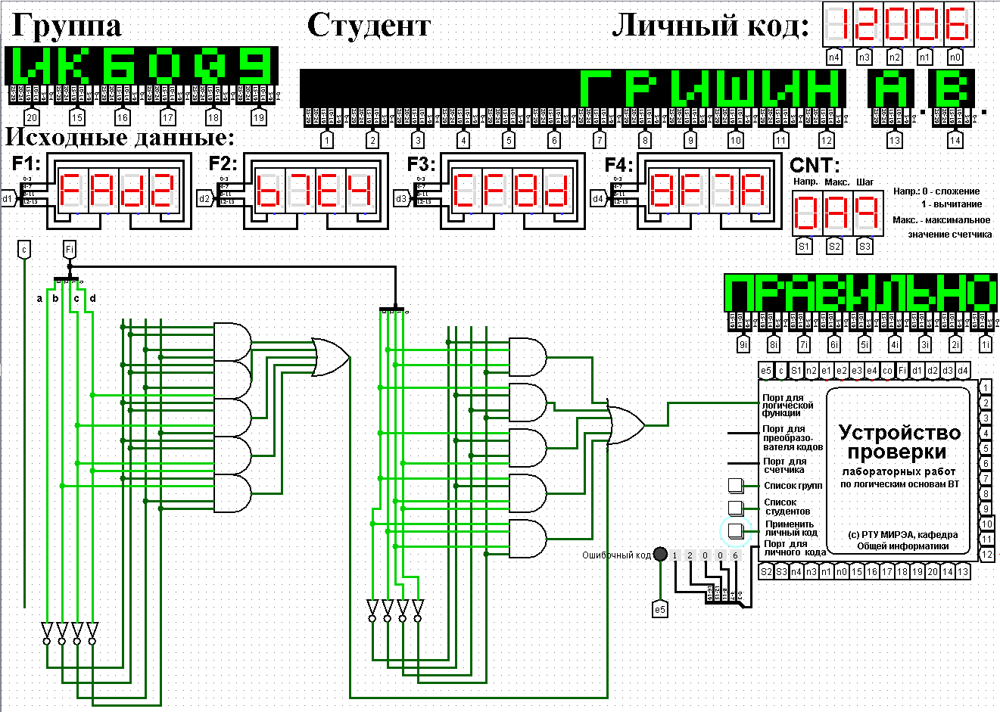 Группа
Студент
Личный код:
12006
n4 n3 n2 n1 n0
ИКБО09
ГРИШИН А.В.
20 15 16 17 18 19
1 2 3 4 5 6 7 8 9 10 11 12 13 14
Исходные данные:
F1:
F2:
F3:
F4:
CNT:
Напр. Макс. Шаг
0A9
S1 S2 S3
Напр.: 0 - сложение
1 - вычитание
Макс. - максимальное
значение счетчика
d1
d2
d3
d4
c
Fi
a b c d
ПРАВИЛЬНО
9i 8i 7i 6i 5i 4i 3i 2i 1i
e5 c S1 n2 e1 e2 e3 e4 co Fi d1 d2 d3 d4
Порт для
логической
функции
Порт для
преобразо-
вателя кодов
Порт для
счетчика
Список групп
Список
студентов
Применить
личный код
Порт для
личного кода
Устройство
проверки
лабораторных работ
по логическим основам ВТ
(с) РТУ МИРЭА, кафедра
Общей информатики
1
2
3
4
5
6
7
8
9
10
11
12
Ошибочный код
1 2 0 0 6
e5
S2 S3 n4 n3 n1 n0 15 16 17 18 19 20 14 13